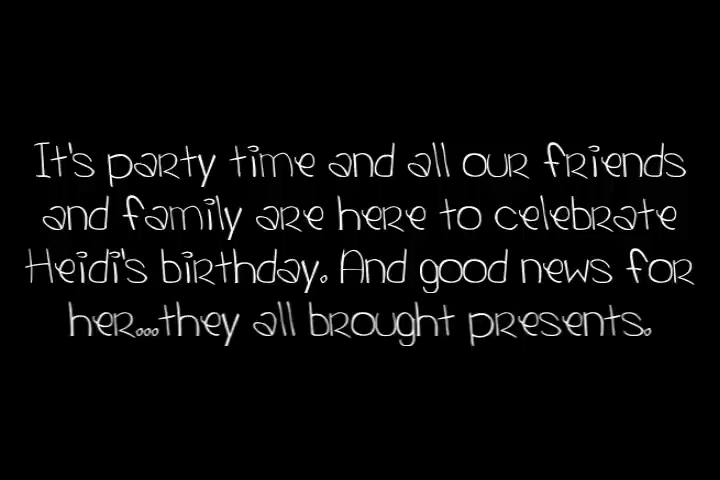 It's party time and all our friends
and family are here to celebrate
Heidi's birthday. And good news for
her...they all brought presents.